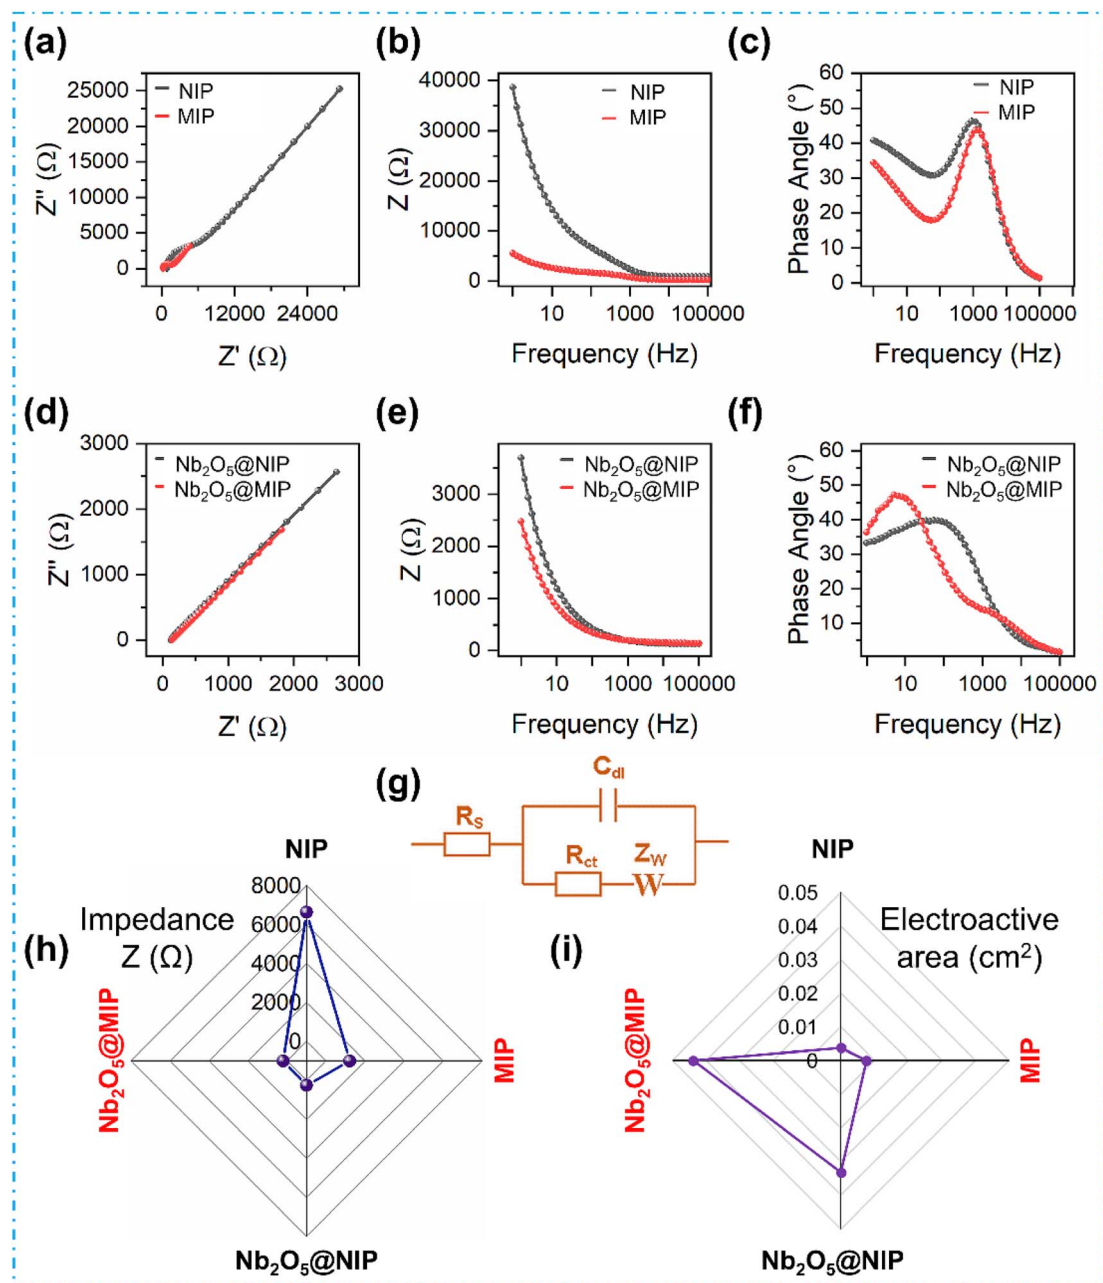 (a)
Z'' (Ω)
25000
20000
15000
10000
5000
0
NIP
MIP
0 12000 24000
Z' (Ω)
(b)
Z (Ω)
40000
30000
20000
10000
0
NIP
MIP
10 1000 100000
Frequency (Hz)
(c)
Phase Angle (°)
60
50
40
30
20
10
0
NIP
MIP
10 1000 100000
Frequency (Hz)
(d)
Z'' (Ω)
3000
2000
1000
0
Nb₂O₅@NIP
Nb₂O₅@MIP
0 1000 2000 3000
Z' (Ω)
(e)
Z (Ω)
3000
2000
1000
0
Nb₂O₅@NIP
Nb₂O₅@MIP
10 1000 100000
Frequency (Hz)
(f)
Phase Angle (°)
60
50
40
30
20
10
Nb₂O₅@NIP
Nb₂O₅@MIP
10 1000 100000
Frequency (Hz)
(g)
C_dl
R_S
R_ct
Z_W
W
(h)
Impedance
Z (Ω)
NIP
8000
6000
4000
2000
0
Nb₂O₅@MIP
MIP
Nb₂O₅@NIP
(i)
Electroactive
area (cm²)
NIP
0.05
0.04
0.03
0.02
0.01
0
Nb₂O₅@MIP
MIP
Nb₂O₅@NIP